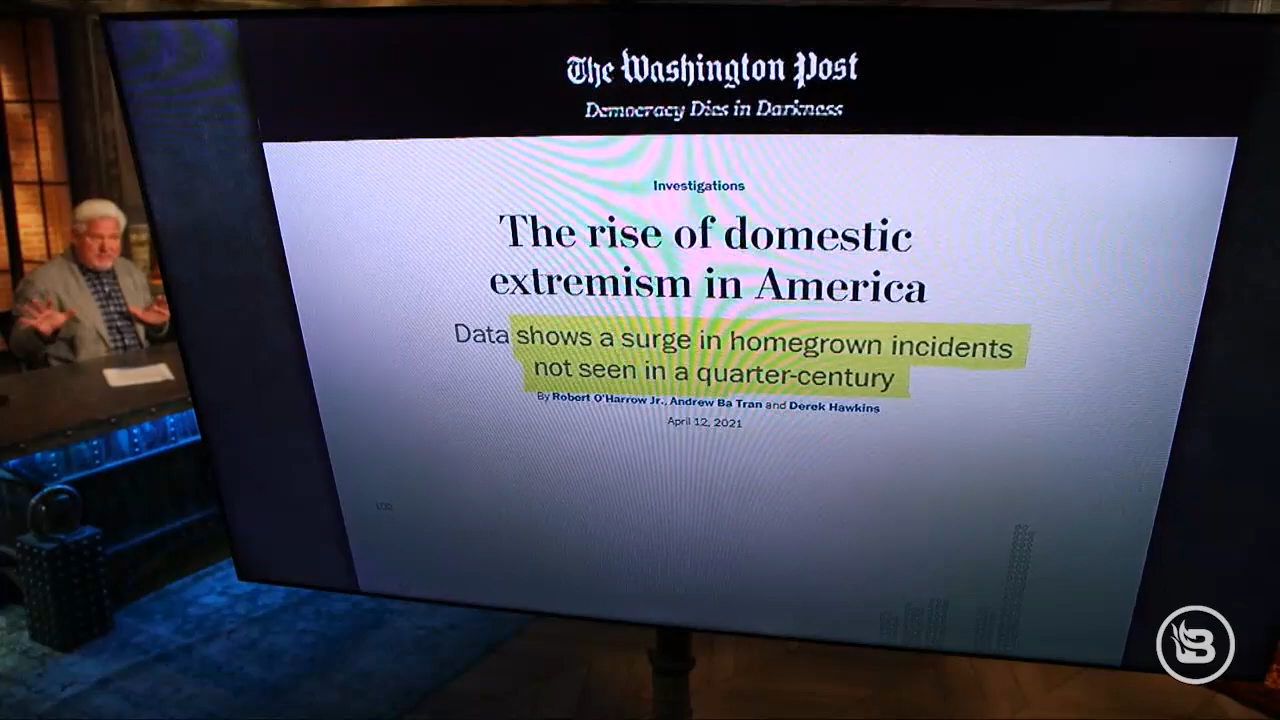 The Washington Post
Democracy Dies in Darkness
Investigations
The rise of domestic
extremism in America
Data shows a surge in homegrown incidents
not seen in a quarter-century
By Robert O'Harrow Jr., Andrew Ba Tran and Derek Hawkins
April 12, 2021
100
B